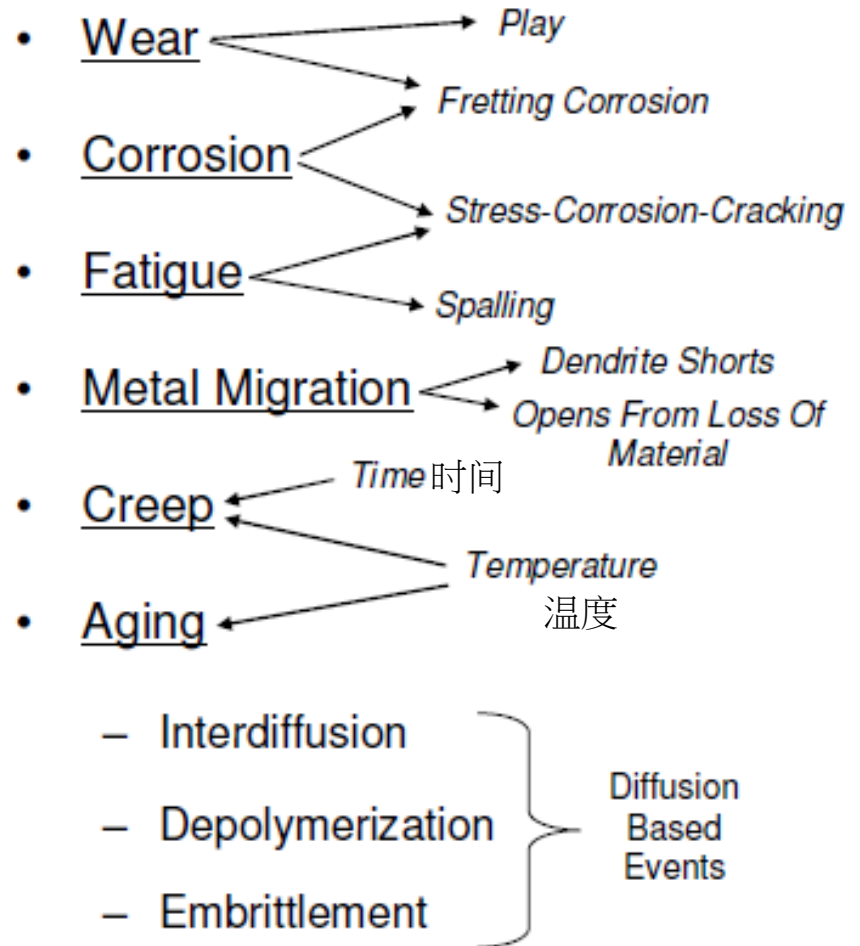 • Wear
Play
Fretting Corrosion
• Corrosion
Stress-Corrosion-Cracking
• Fatigue
Spalling
• Metal Migration
Dendrite Shorts
Opens From Loss Of
Material
• Creep
Time时间
Temperature
温度
• Aging
– Interdiffusion
– Depolymerization
– Embrittlement
Diffusion
Based
Events